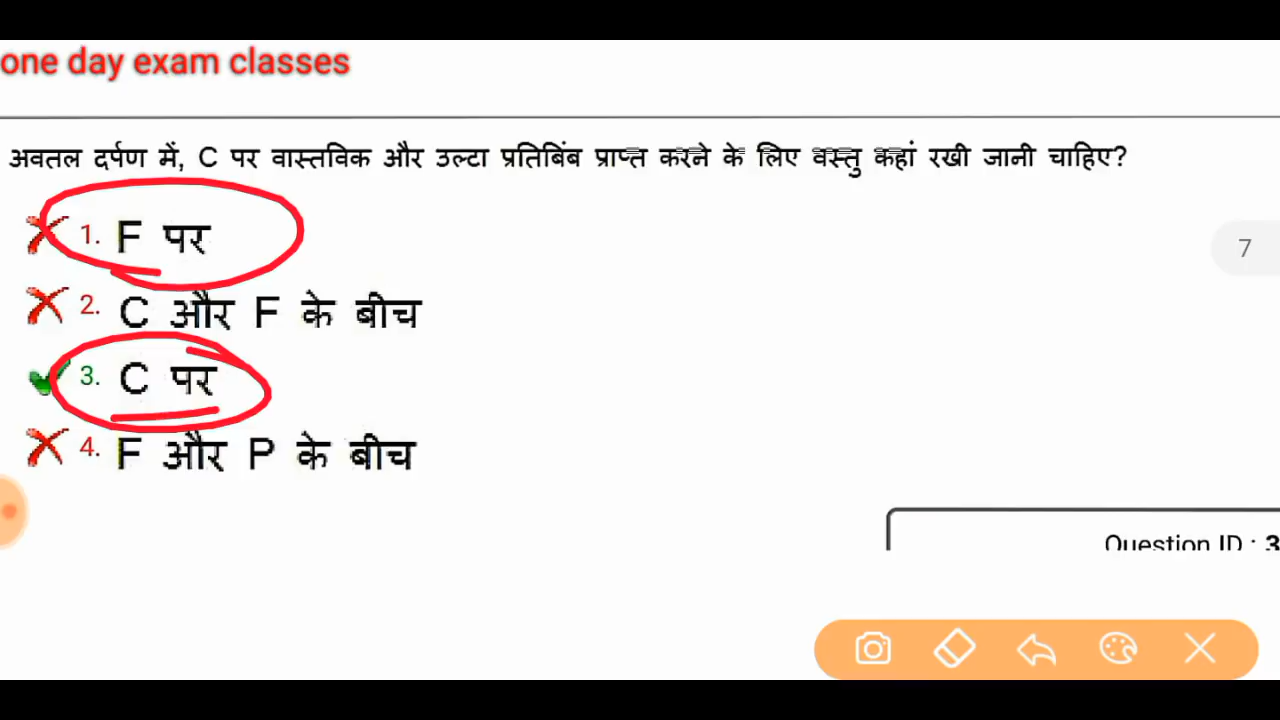 one day exam classes
अवतल दर्पण में, C पर वास्तविक और उल्टा प्रतिबिंब प्राप्त करने के लिए वस्तु कहां रखी जानी चाहिए?
1. F पर
7
2. C और F के बीच
3. C पर
4. F और P के बीच
Question ID : 3